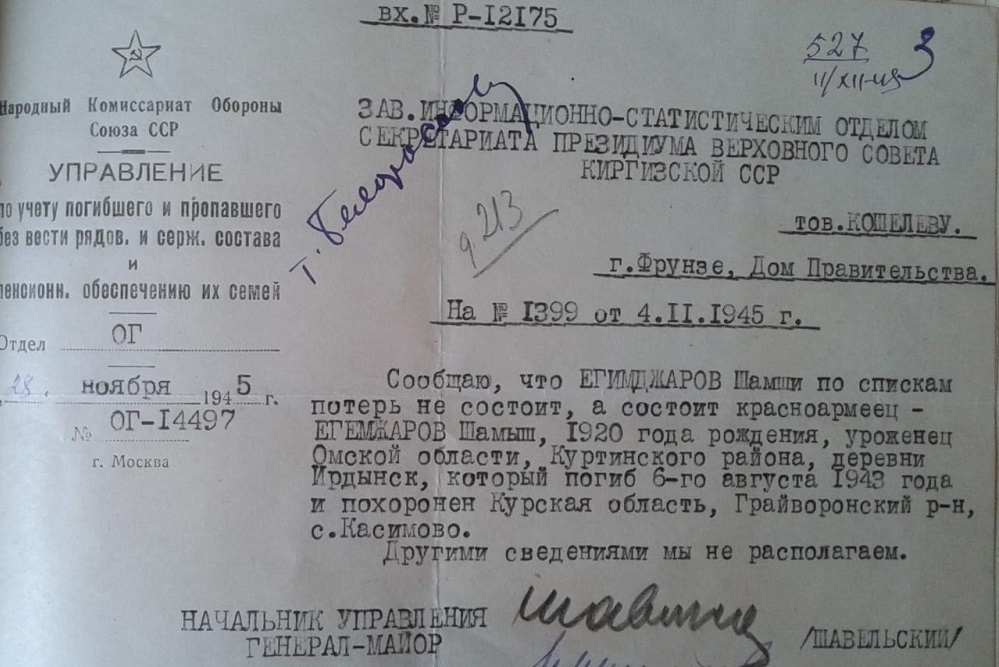 вх.№ Р-12175
527
II/XII-
3
Народный Комиссариат Обороны
Союза ССР
УПРАВЛЕНИЕ
по учету погибшего и пропавшего
без вести рядов. и серж. состава
и
пенсионн. обеспечению их семей
Отдел ОГ
28. ноября 1945 г.
№ ОГ-14497
г. Москва
ЗАВ.ИНФОРМАЦИОННО-СТАТИСТИЧЕСКИМ ОТДЕЛОМ
СЕКРЕТАРИАТА ПРЕЗИДИУМА ВЕРХОВНОГО СОВЕТА
КИРГИЗСКОЙ ССР
т.
д. 213
тов.КОШЕЛЕВУ.
г.Фрунзе, Дом Правительства.
На № 1399 от 4.II.1945 г.
Сообщаю, что ЕГИМДЖАРОВ Шамши по спискам
потерь не состоит, а состоит красноармеец -
ЕГЕМЖАРОВ Шамыш, 1920 года рождения, уроженец
Омской области, Куртинского района, деревни
Ирдынск, который погиб 6-го августа 1943 года
и похоронен Курская область, Грайворонский р-н,
с.Касимово.
Другими сведениями мы не располагаем.
НАЧАЛЬНИК УПРАВЛЕНИЯ
ГЕНЕРАЛ-МАЙОР
/ШАВЕЛЬСКИЙ/